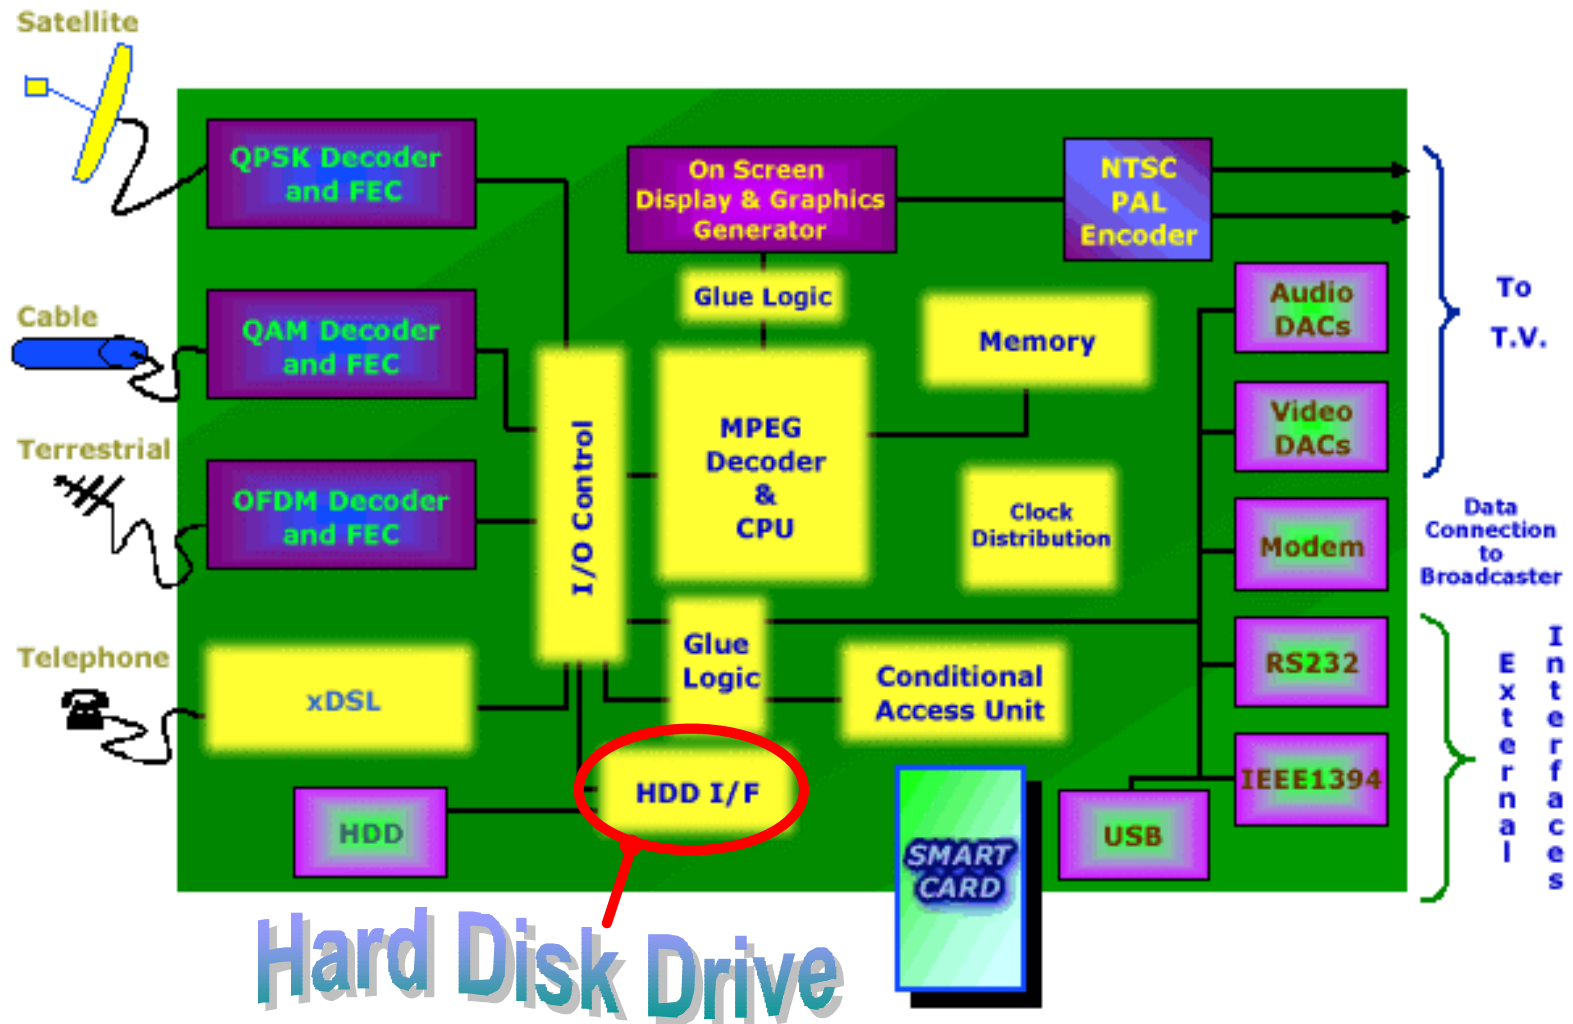 Satellite
QPSK Decoder
and FEC
On Screen
Display & Graphics
Generator
NTSC
PAL
Encoder
Glue Logic
Audio
DACs
To
T.V.
Cable
QAM Decoder
and FEC
Memory
Video
DACs
Terrestrial
OFDM Decoder
and FEC
I/O Control
MPEG
Decoder
&
CPU
Clock
Distribution
Modem
Data
Connection
to
Broadcaster
Telephone
xDSL
Glue
Logic
Conditional
Access Unit
RS232
External
Interfaces
IEEE1394
HDD I/F
HDD
USB
SMART
CARD
Hard Disk Drive